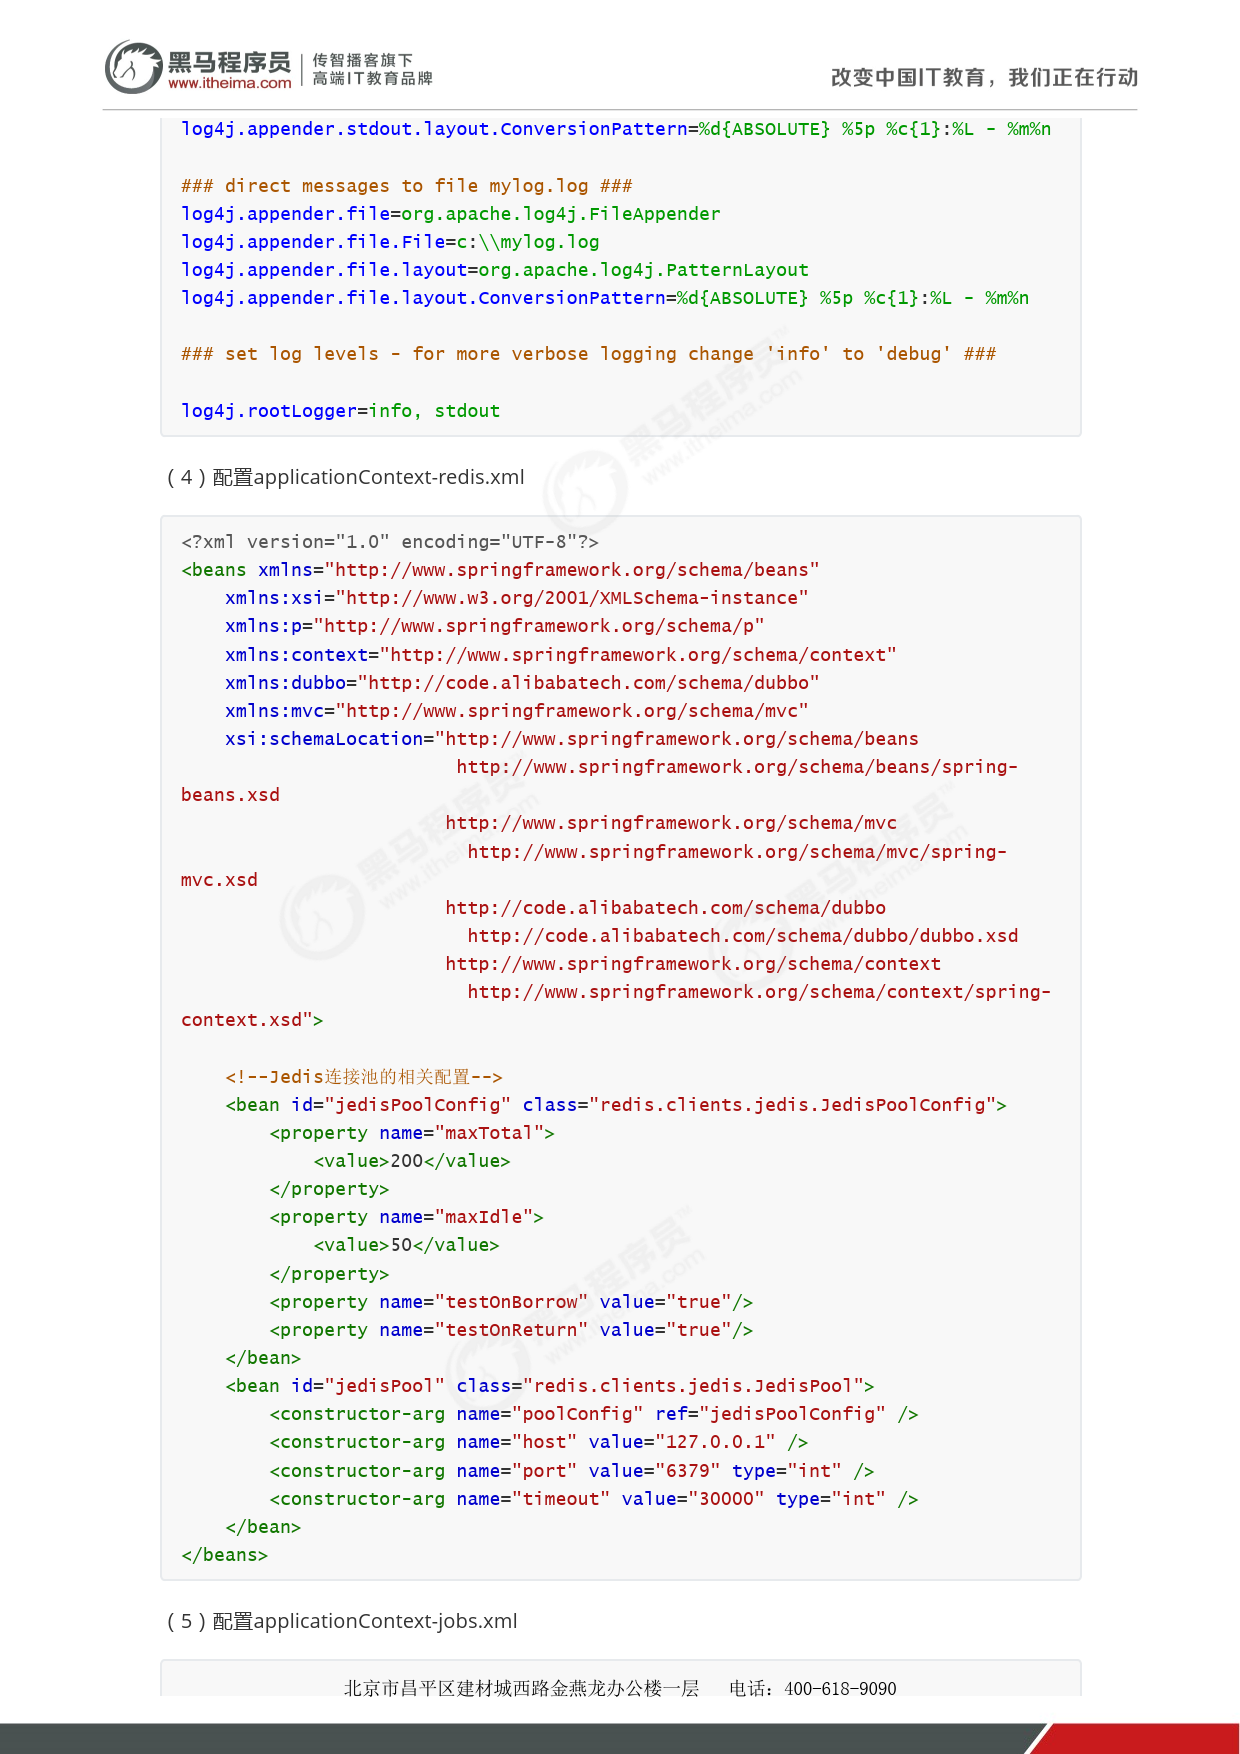 黑马程序员 传智播客旗下
www.itheima.com 高端IT教育品牌
改变中国IT教育，我们正在行动
log4j.appender.stdout.layout.ConversionPattern=%d{ABSOLUTE} %5p %c{1}:%L - %m%n
### direct messages to file mylog.log ###
log4j.appender.file=org.apache.log4j.FileAppender
log4j.appender.file.File=c:\\mylog.log
log4j.appender.file.layout=org.apache.log4j.PatternLayout
log4j.appender.file.layout.ConversionPattern=%d{ABSOLUTE} %5p %c{1}:%L - %m%n
### set log levels - for more verbose logging change 'info' to 'debug' ###
log4j.rootLogger=info, stdout
（4）配置applicationContext-redis.xml
<?xml version="1.0" encoding="UTF-8"?>
<beans xmlns="http://www.springframework.org/schema/beans"
    xmlns:xsi="http://www.w3.org/2001/XMLSchema-instance"
    xmlns:p="http://www.springframework.org/schema/p"
    xmlns:context="http://www.springframework.org/schema/context"
    xmlns:dubbo="http://code.alibabatech.com/schema/dubbo"
    xmlns:mvc="http://www.springframework.org/schema/mvc"
    xsi:schemaLocation="http://www.springframework.org/schema/beans
                         http://www.springframework.org/schema/beans/spring-
beans.xsd
                        http://www.springframework.org/schema/mvc
                          http://www.springframework.org/schema/mvc/spring-
mvc.xsd
                        http://code.alibabatech.com/schema/dubbo
                          http://code.alibabatech.com/schema/dubbo/dubbo.xsd
                        http://www.springframework.org/schema/context
                          http://www.springframework.org/schema/context/spring-
context.xsd">
    <!--Jedis连接池的相关配置-->
    <bean id="jedisPoolConfig" class="redis.clients.jedis.JedisPoolConfig">
        <property name="maxTotal">
            <value>200</value>
        </property>
        <property name="maxIdle">
            <value>50</value>
        </property>
        <property name="testOnBorrow" value="true"/>
        <property name="testOnReturn" value="true"/>
    </bean>
    <bean id="jedisPool" class="redis.clients.jedis.JedisPool">
        <constructor-arg name="poolConfig" ref="jedisPoolConfig" />
        <constructor-arg name="host" value="127.0.0.1" />
        <constructor-arg name="port" value="6379" type="int" />
        <constructor-arg name="timeout" value="30000" type="int" />
    </bean>
</beans>
（5）配置applicationContext-jobs.xml
北京市昌平区建材城西路金燕龙办公楼一层 电话：400-618-9090